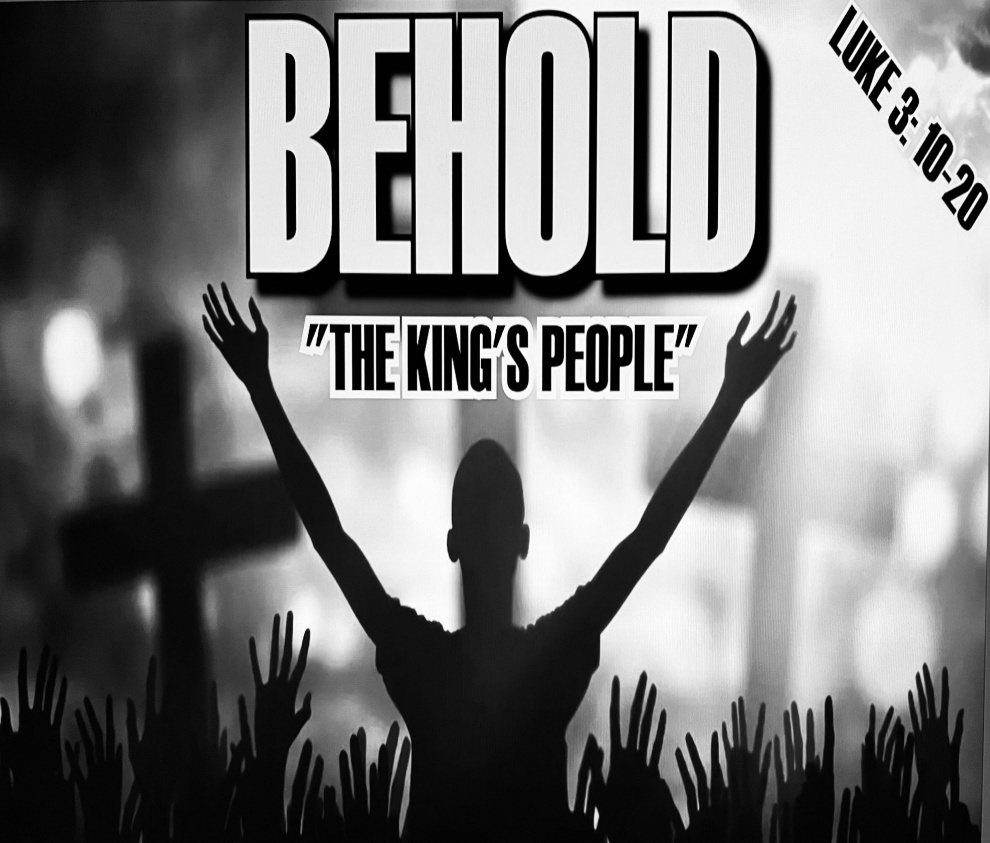 BEHOLD
LUKE 3: 10-20
"THE KING'S PEOPLE"